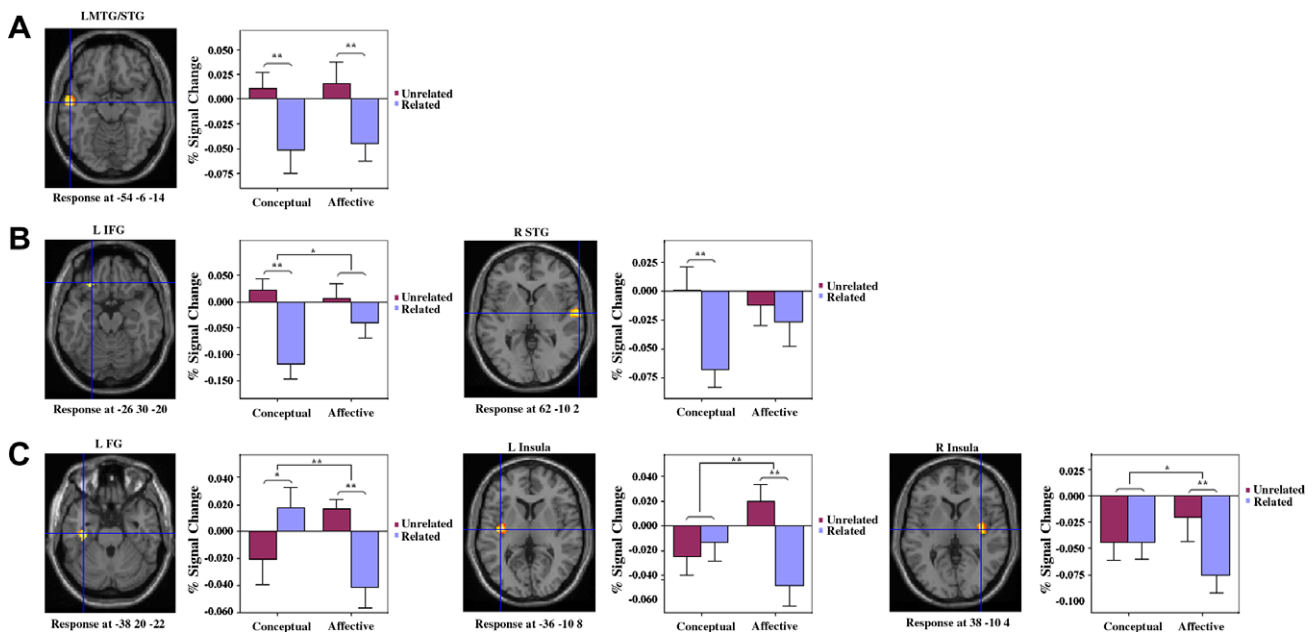 A
LMTG/STG
Response at -54 -6 -14
% Signal Change
0.050
0.025
0.000
-0.025
-0.050
-0.075
**
**
Conceptual
Affective
Unrelated
Related
B
L IFG
Response at -26 30 -20
% Signal Change
0.050
0.000
-0.050
-0.100
-0.150
*
**
Conceptual
Affective
Unrelated
Related
R STG
Response at 62 -10 2
% Signal Change
0.025
0.000
-0.025
-0.050
-0.075
**
Conceptual
Affective
Unrelated
Related
C
L FG
Response at -38 20 -22
% Signal Change
0.040
0.020
0.000
-0.020
-0.040
-0.060
**
*
**
Conceptual
Affective
Unrelated
Related
L Insula
Response at -36 -10 8
% Signal Change
0.040
0.020
0.000
-0.020
-0.040
-0.060
**
**
Conceptual
Affective
Unrelated
Related
R Insula
Response at 38 -10 4
% Signal Change
0.025
0.000
-0.025
-0.050
-0.075
-0.100
*
**
Conceptual
Affective
Unrelated
Related